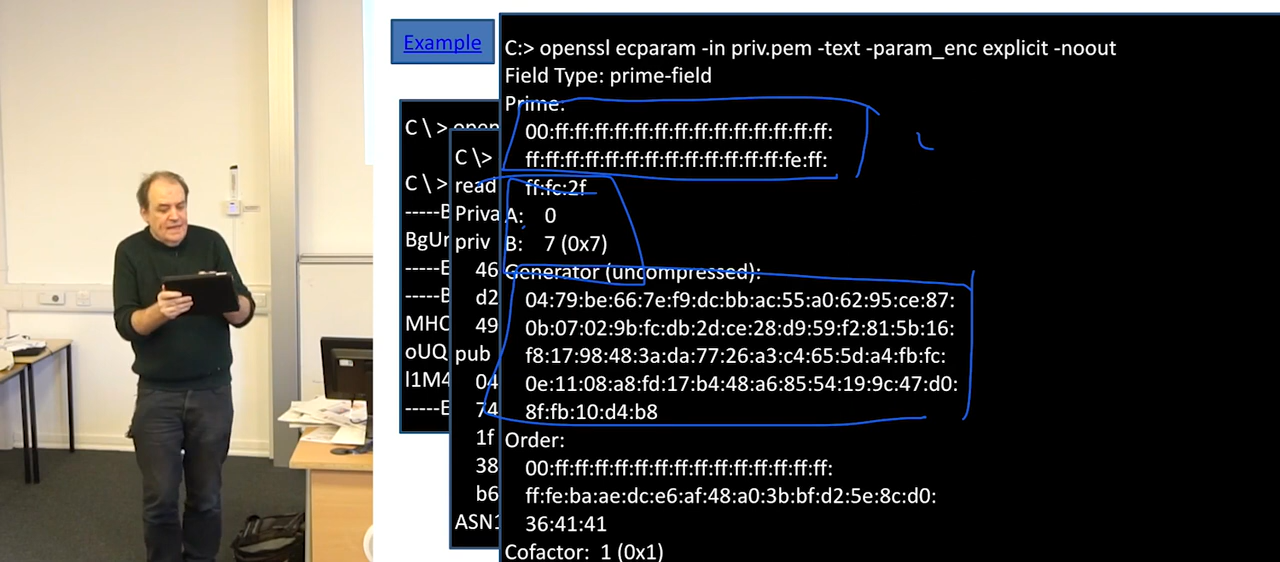 Example
C:> openssl ecparam -in priv.pem -text -param_enc explicit -noout
Field Type: prime-field
Prime:
00:ff:ff:ff:ff:ff:ff:ff:ff:ff:ff:ff:ff:ff:ff:
ff:ff:ff:ff:ff:ff:ff:ff:ff:ff:ff:ff:ff:fe:ff:
ff:fc:2f
A: 0
B: 7 (0x7)
Generator (uncompressed):
04:79:be:66:7e:f9:dc:bb:ac:55:a0:62:95:ce:87:
0b:07:02:9b:fc:db:2d:ce:28:d9:59:f2:81:5b:16:
f8:17:98:48:3a:da:77:26:a3:c4:65:5d:a4:fb:fc:
0e:11:08:a8:fd:17:b4:48:a6:85:54:19:9c:47:d0:
8f:fb:10:d4:b8
Order:
00:ff:ff:ff:ff:ff:ff:ff:ff:ff:ff:ff:ff:ff:ff:
ff:fe:ba:ae:dc:e6:af:48:a0:3b:bf:d2:5e:8c:d0:
36:41:41
Cofactor: 1 (0x1)
C \ > open
C \ >
-----B
BgUr
-----E
-----B
MHC
oUQ
l1M4
-----E
C \>
read
Priva
priv
46
d2
49
pub
04
74
1f
38
b6
ASN1